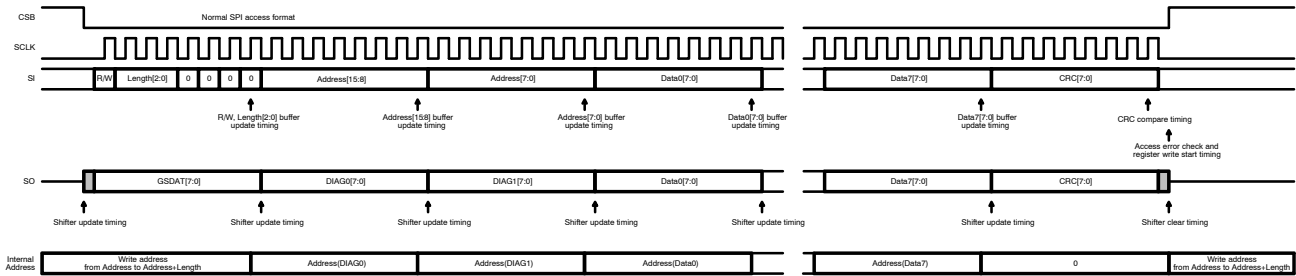 CSB
Normal SPI access format
SCLK
SI
R/W
Length[2:0]
0
0
0
0
Address[15:8]
Address[7:0]
Data0[7:0]
Data7[7:0]
CRC[7:0]
R/W, Length[2:0] buffer
update timing
Address[15:8] buffer
update timing
Address[7:0] buffer
update timing
Data0[7:0] buffer
update timing
Data7[7:0] buffer
update timing
CRC compare timing
Access error check and
register write start timing
SO
GSDAT[7:0]
DIAG0[7:0]
DIAG1[7:0]
Data0[7:0]
Data7[7:0]
CRC[7:0]
Shifter update timing
Shifter update timing
Shifter update timing
Shifter update timing
Shifter update timing
Shifter update timing
Shifter clear timing
Internal
Address
Write address
from Address to Address+Length
Address(DIAG0)
Address(DIAG1)
Address(Data0)
Address(Data7)
0
Write address
from Address to Address+Length